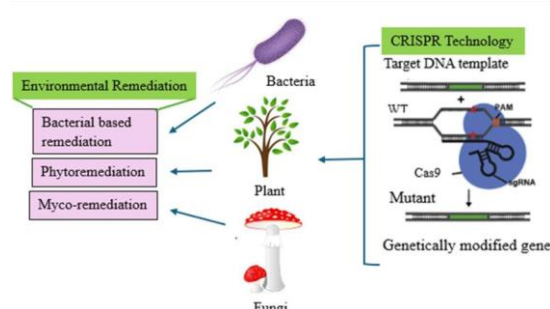 Environmental Remediation
Bacterial based
remediation
Phytoremediation
Myco-remediation
Bacteria
Plant
Fungi
CRISPR Technology
Target DNA template
+
WT
PAM
Cas9
sgRNA
Mutant
Genetically modified gene